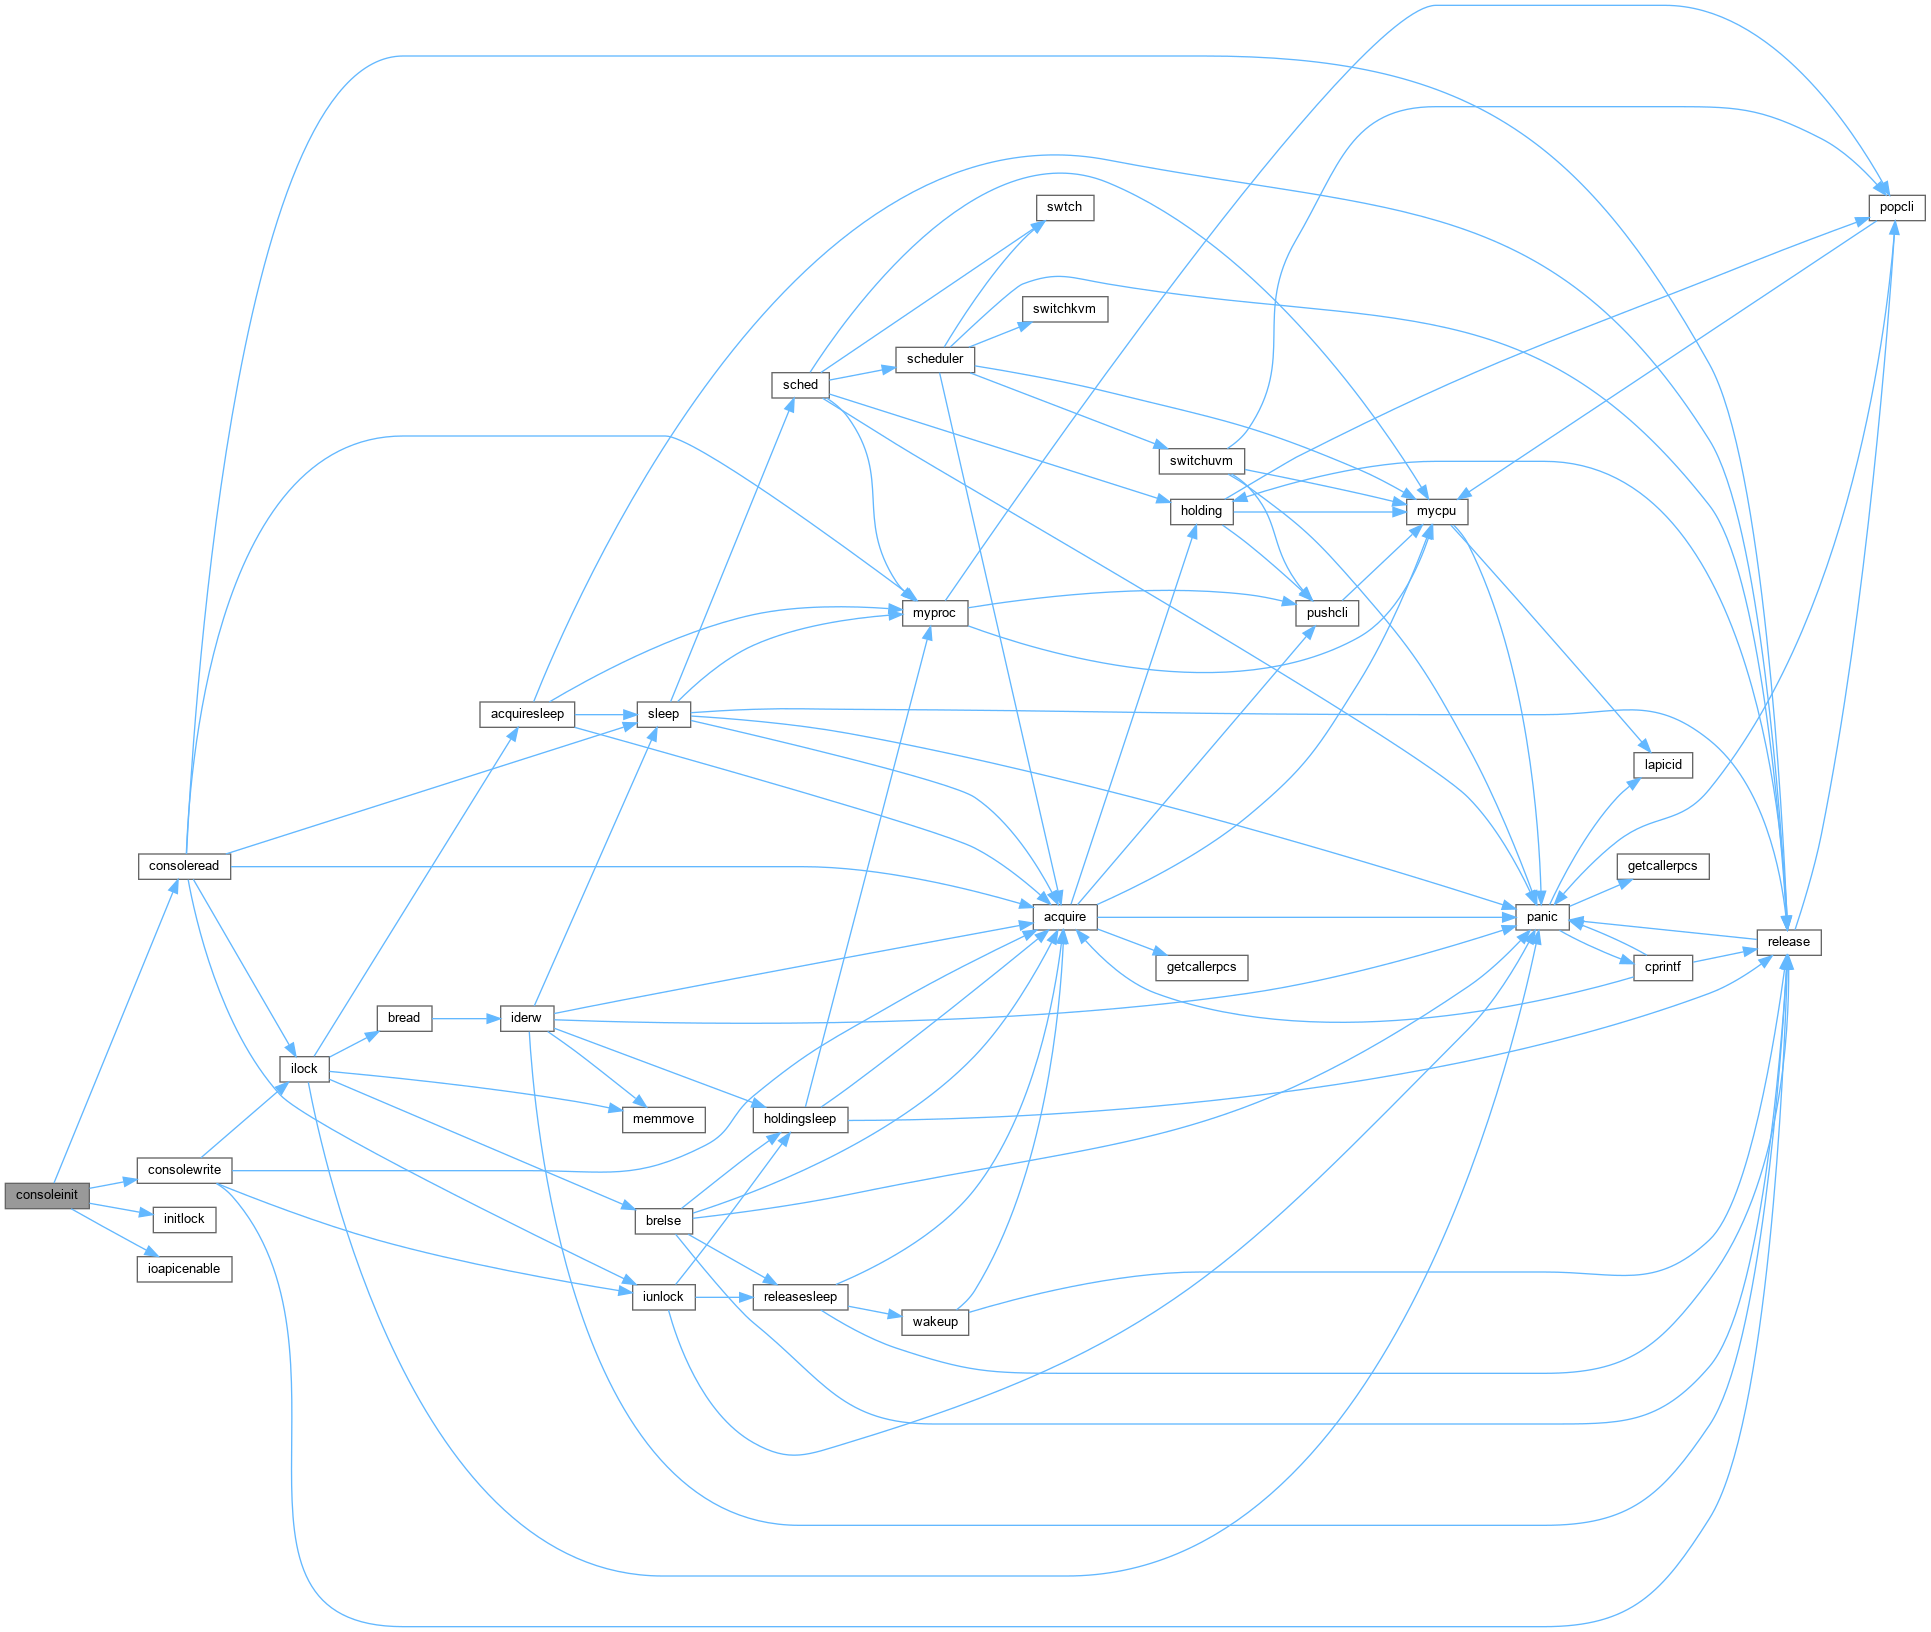 popcli
swtch
switchkvm
scheduler
sched
switchuvm
holding
mycpu
myproc
pushcli
acquiresleep
sleep
lapicid
consoleread
getcallerpcs
acquire
panic
release
getcallerpcs
cprintf
bread
iderw
ilock
memmove
holdingsleep
consolewrite
consoleinit
initlock
brelse
ioapicenable
iunlock
releasesleep
wakeup